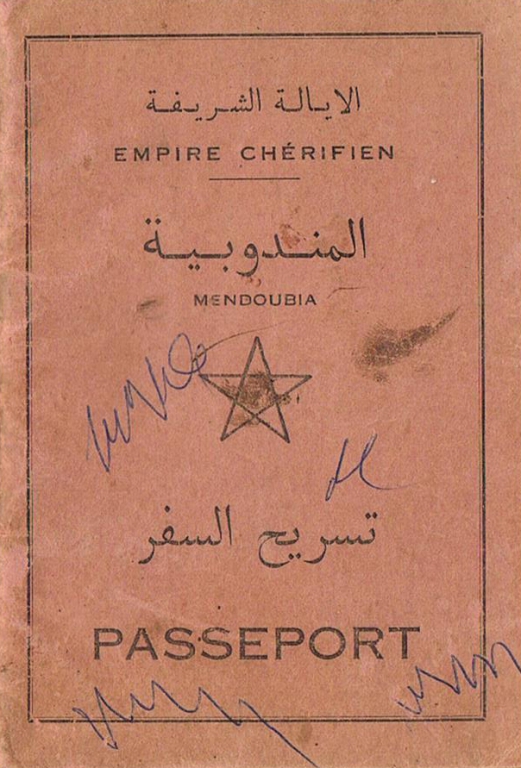 الايالة الشريفة
EMPIRE CHÉRIFIEN
المندوبية
MENDOUBIA
تسريح السفر
PASSEPORT